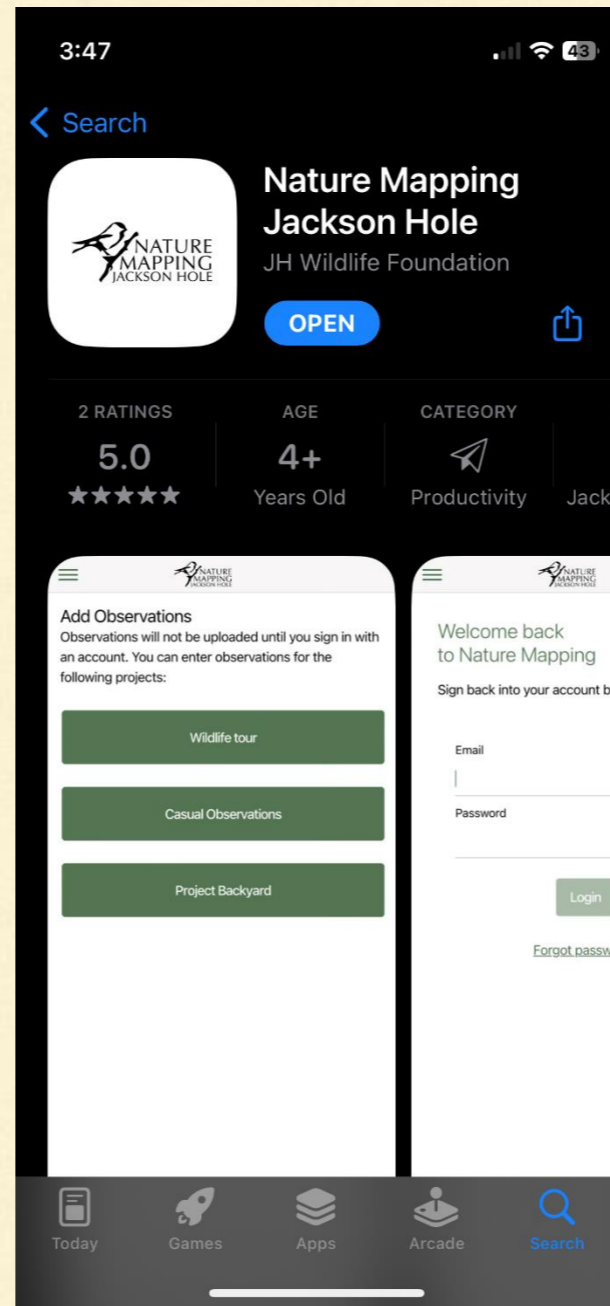 3:47
43
Search
NATURE
MAPPING
JACKSON HOLE
Nature Mapping
Jackson Hole
JH Wildlife Foundation
OPEN
2 RATINGS
AGE
CATEGORY
5.0
4+
Years Old
Productivity
Jack
NATURE
MAPPING
JACKSON HOLE
Add Observations
Observations will not be uploaded until you sign in with
an account. You can enter observations for the
following projects:
Wildlife tour
Casual Observations
Project Backyard
NATURE
MAPPING
JACKSON HOLE
Welcome back
to Nature Mapping
Sign back into your account b
Email
Password
Login
Forgot passw
Today
Games
Apps
Arcade
Search